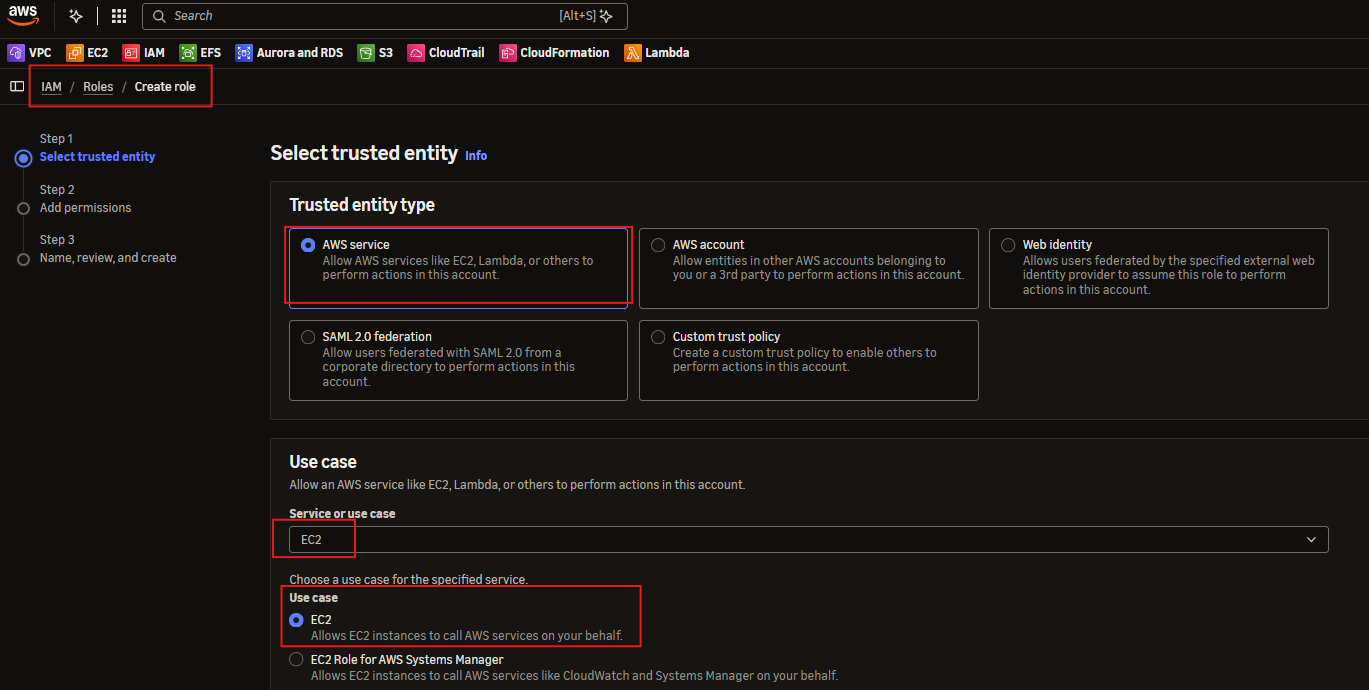 aws
Search [Alt+S]
VPC EC2 IAM EFS Aurora and RDS S3 CloudTrail CloudFormation Lambda
IAM / Roles / Create role
Step 1
Select trusted entity
Step 2
Add permissions
Step 3
Name, review, and create
Select trusted entity Info
Trusted entity type
AWS service
Allow AWS services like EC2, Lambda, or others to
perform actions in this account.
AWS account
Allow entities in other AWS accounts belonging to
you or a 3rd party to perform actions in this account.
Web identity
Allows users federated by the specified external web
identity provider to assume this role to perform
actions in this account.
SAML 2.0 federation
Allow users federated with SAML 2.0 from a
corporate directory to perform actions in this
account.
Custom trust policy
Create a custom trust policy to enable others to
perform actions in this account.
Use case
Allow an AWS service like EC2, Lambda, or others to perform actions in this account.
Service or use case
EC2
Choose a use case for the specified service.
Use case
EC2
Allows EC2 instances to call AWS services on your behalf.
EC2 Role for AWS Systems Manager
Allows EC2 instances to call AWS services like CloudWatch and Systems Manager on your behalf.